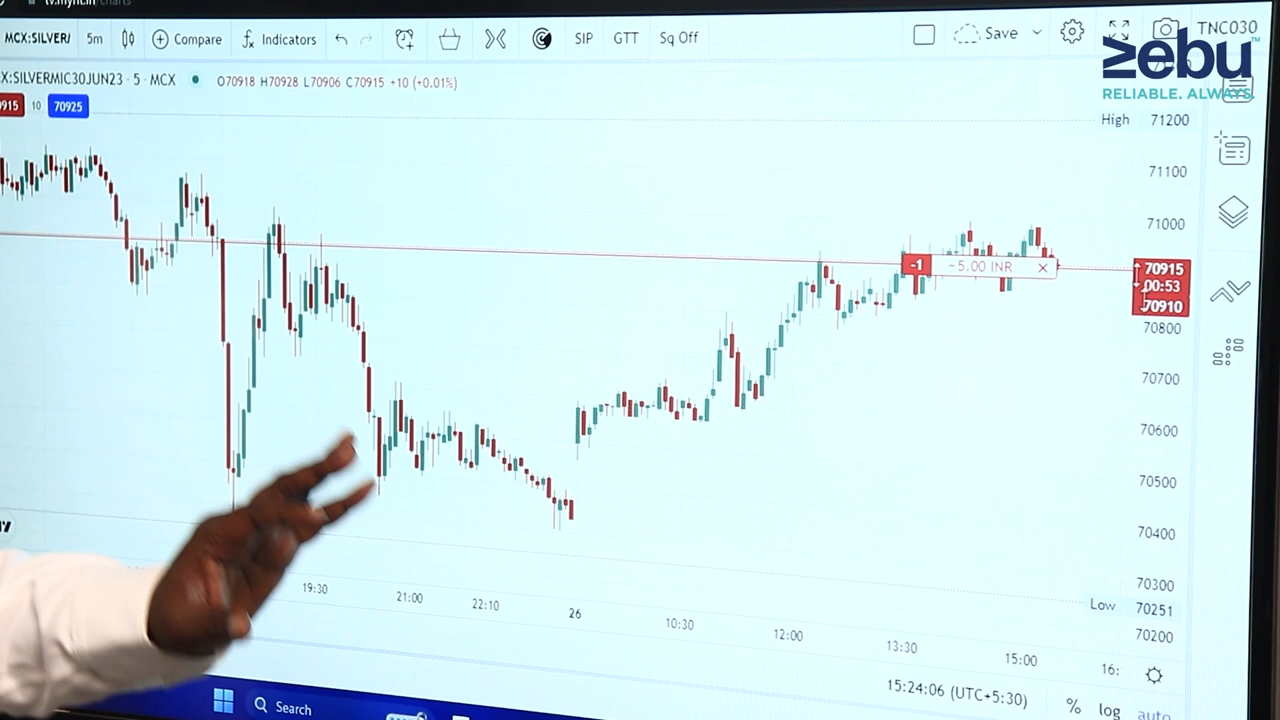 MCX:SILVER/ 5m Compare Indicators SIP GTT Sq Off Save TNC030
zebu™
RELIABLE. ALWAYS.
X:SILVERMIC30JUN23 · 5 · MCX O70918 H70928 L70906 C70915 +10 (+0.01%)
915 10 70925
High 71200
71100
71000
-1 -5.00 INR ×
70915
00:53
70910
70800
70700
70600
70500
70400
70300
Low 70251
70200
19:30 21:00 22:10 26 10:30 12:00 13:30 15:00 16:
15:24:06 (UTC+5:30) % log auto
Search